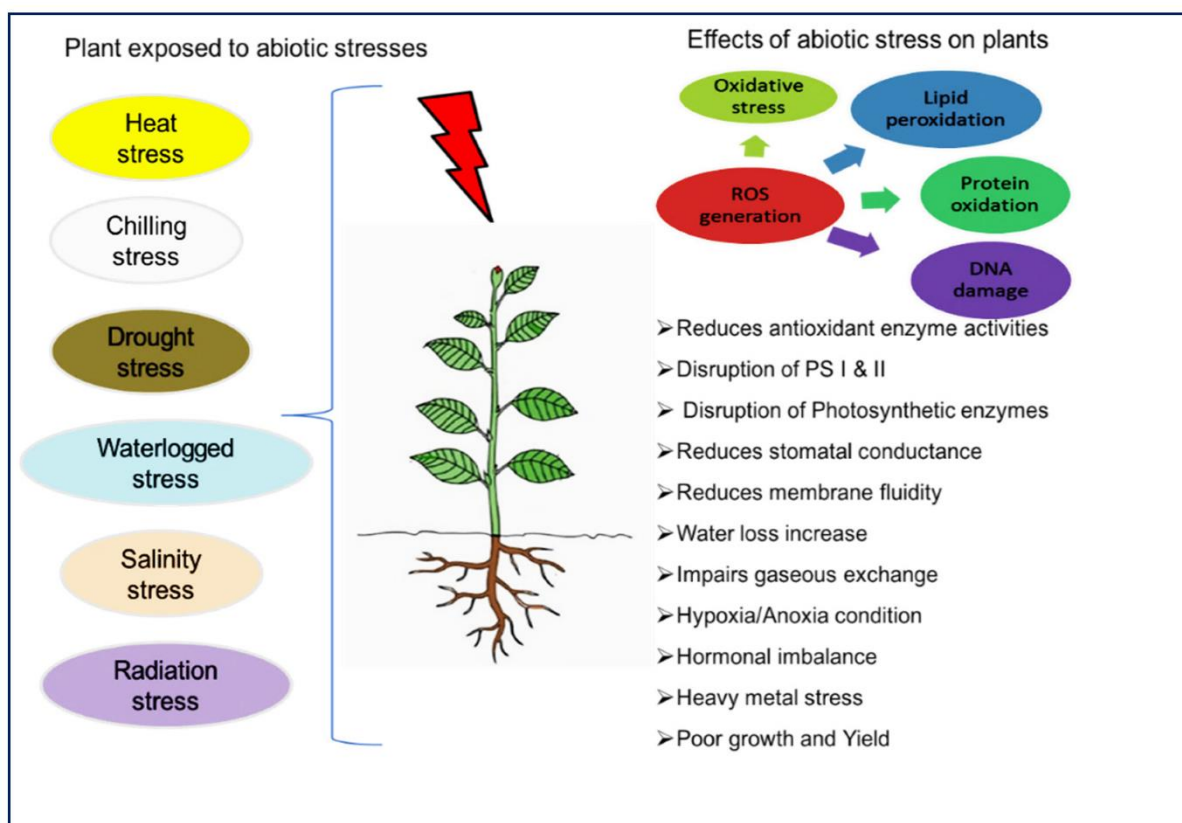 Plant exposed to abiotic stresses
Heat
stress
Chilling
stress
Drought
stress
Waterlogged
stress
Salinity
stress
Radiation
stress
Effects of abiotic stress on plants
Oxidative
stress
Lipid
peroxidation
ROS
generation
Protein
oxidation
DNA
damage
➢Reduces antioxidant enzyme activities
➢Disruption of PS I & II
➢ Disruption of Photosynthetic enzymes
➢Reduces stomatal conductance
➢Reduces membrane fluidity
➢Water loss increase
➢Impairs gaseous exchange
➢Hypoxia/Anoxia condition
➢Hormonal imbalance
➢Heavy metal stress
➢Poor growth and Yield